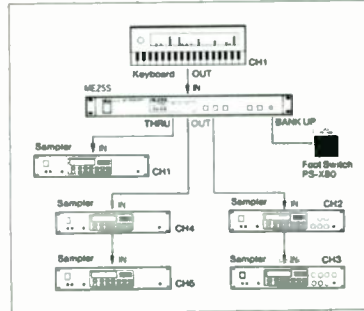 CH1
Keyboard OUT
IN
ME25S
THRU OUT BANK UP
Sampler IN
CH1
Foot Switch
PS-X80
Sampler IN
CH4
Sampler IN
CH2
Sampler IN
CH5
Sampler
CH3